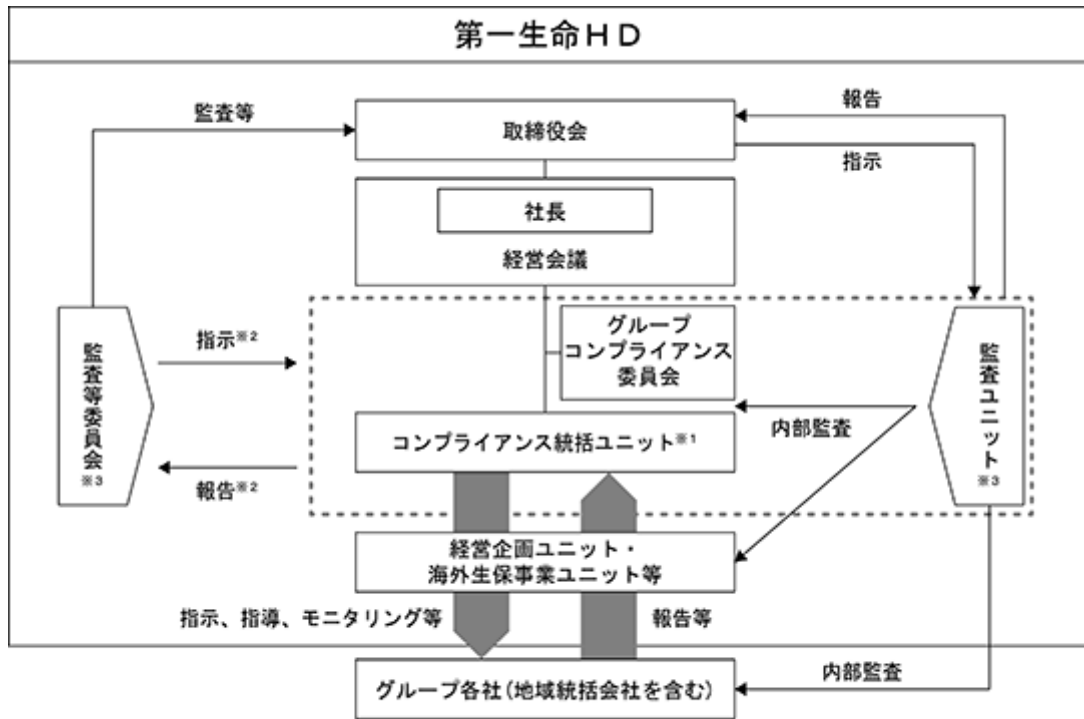 第一生命ＨＤ
監査等
報告
取締役会
指示
社長
経営会議
グループ
コンプライアンス
委員会
指示※2
監査等委員会※3
監査ユニット※3
内部監査
コンプライアンス統括ユニット※1
報告※2
経営企画ユニット・
海外生保事業ユニット等
指示、指導、モニタリング等
報告等
内部監査
グループ各社(地域統括会社を含む)